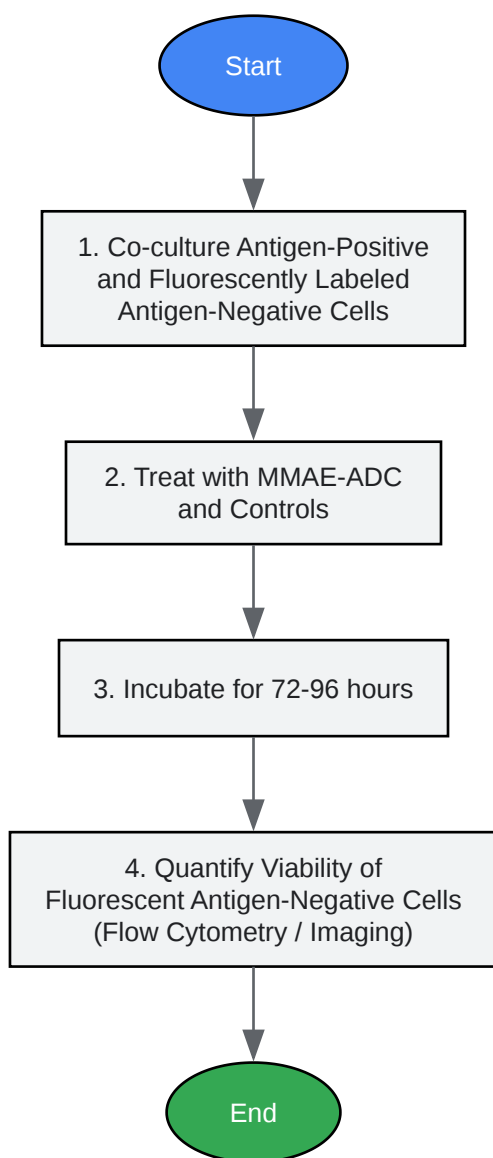 Start
1. Co-culture Antigen-Positive
and Fluorescently Labeled
Antigen-Negative Cells
2. Treat with MMAE-ADC
and Controls
3. Incubate for 72-96 hours
4. Quantify Viability of
Fluorescent Antigen-Negative Cells
(Flow Cytometry / Imaging)
End